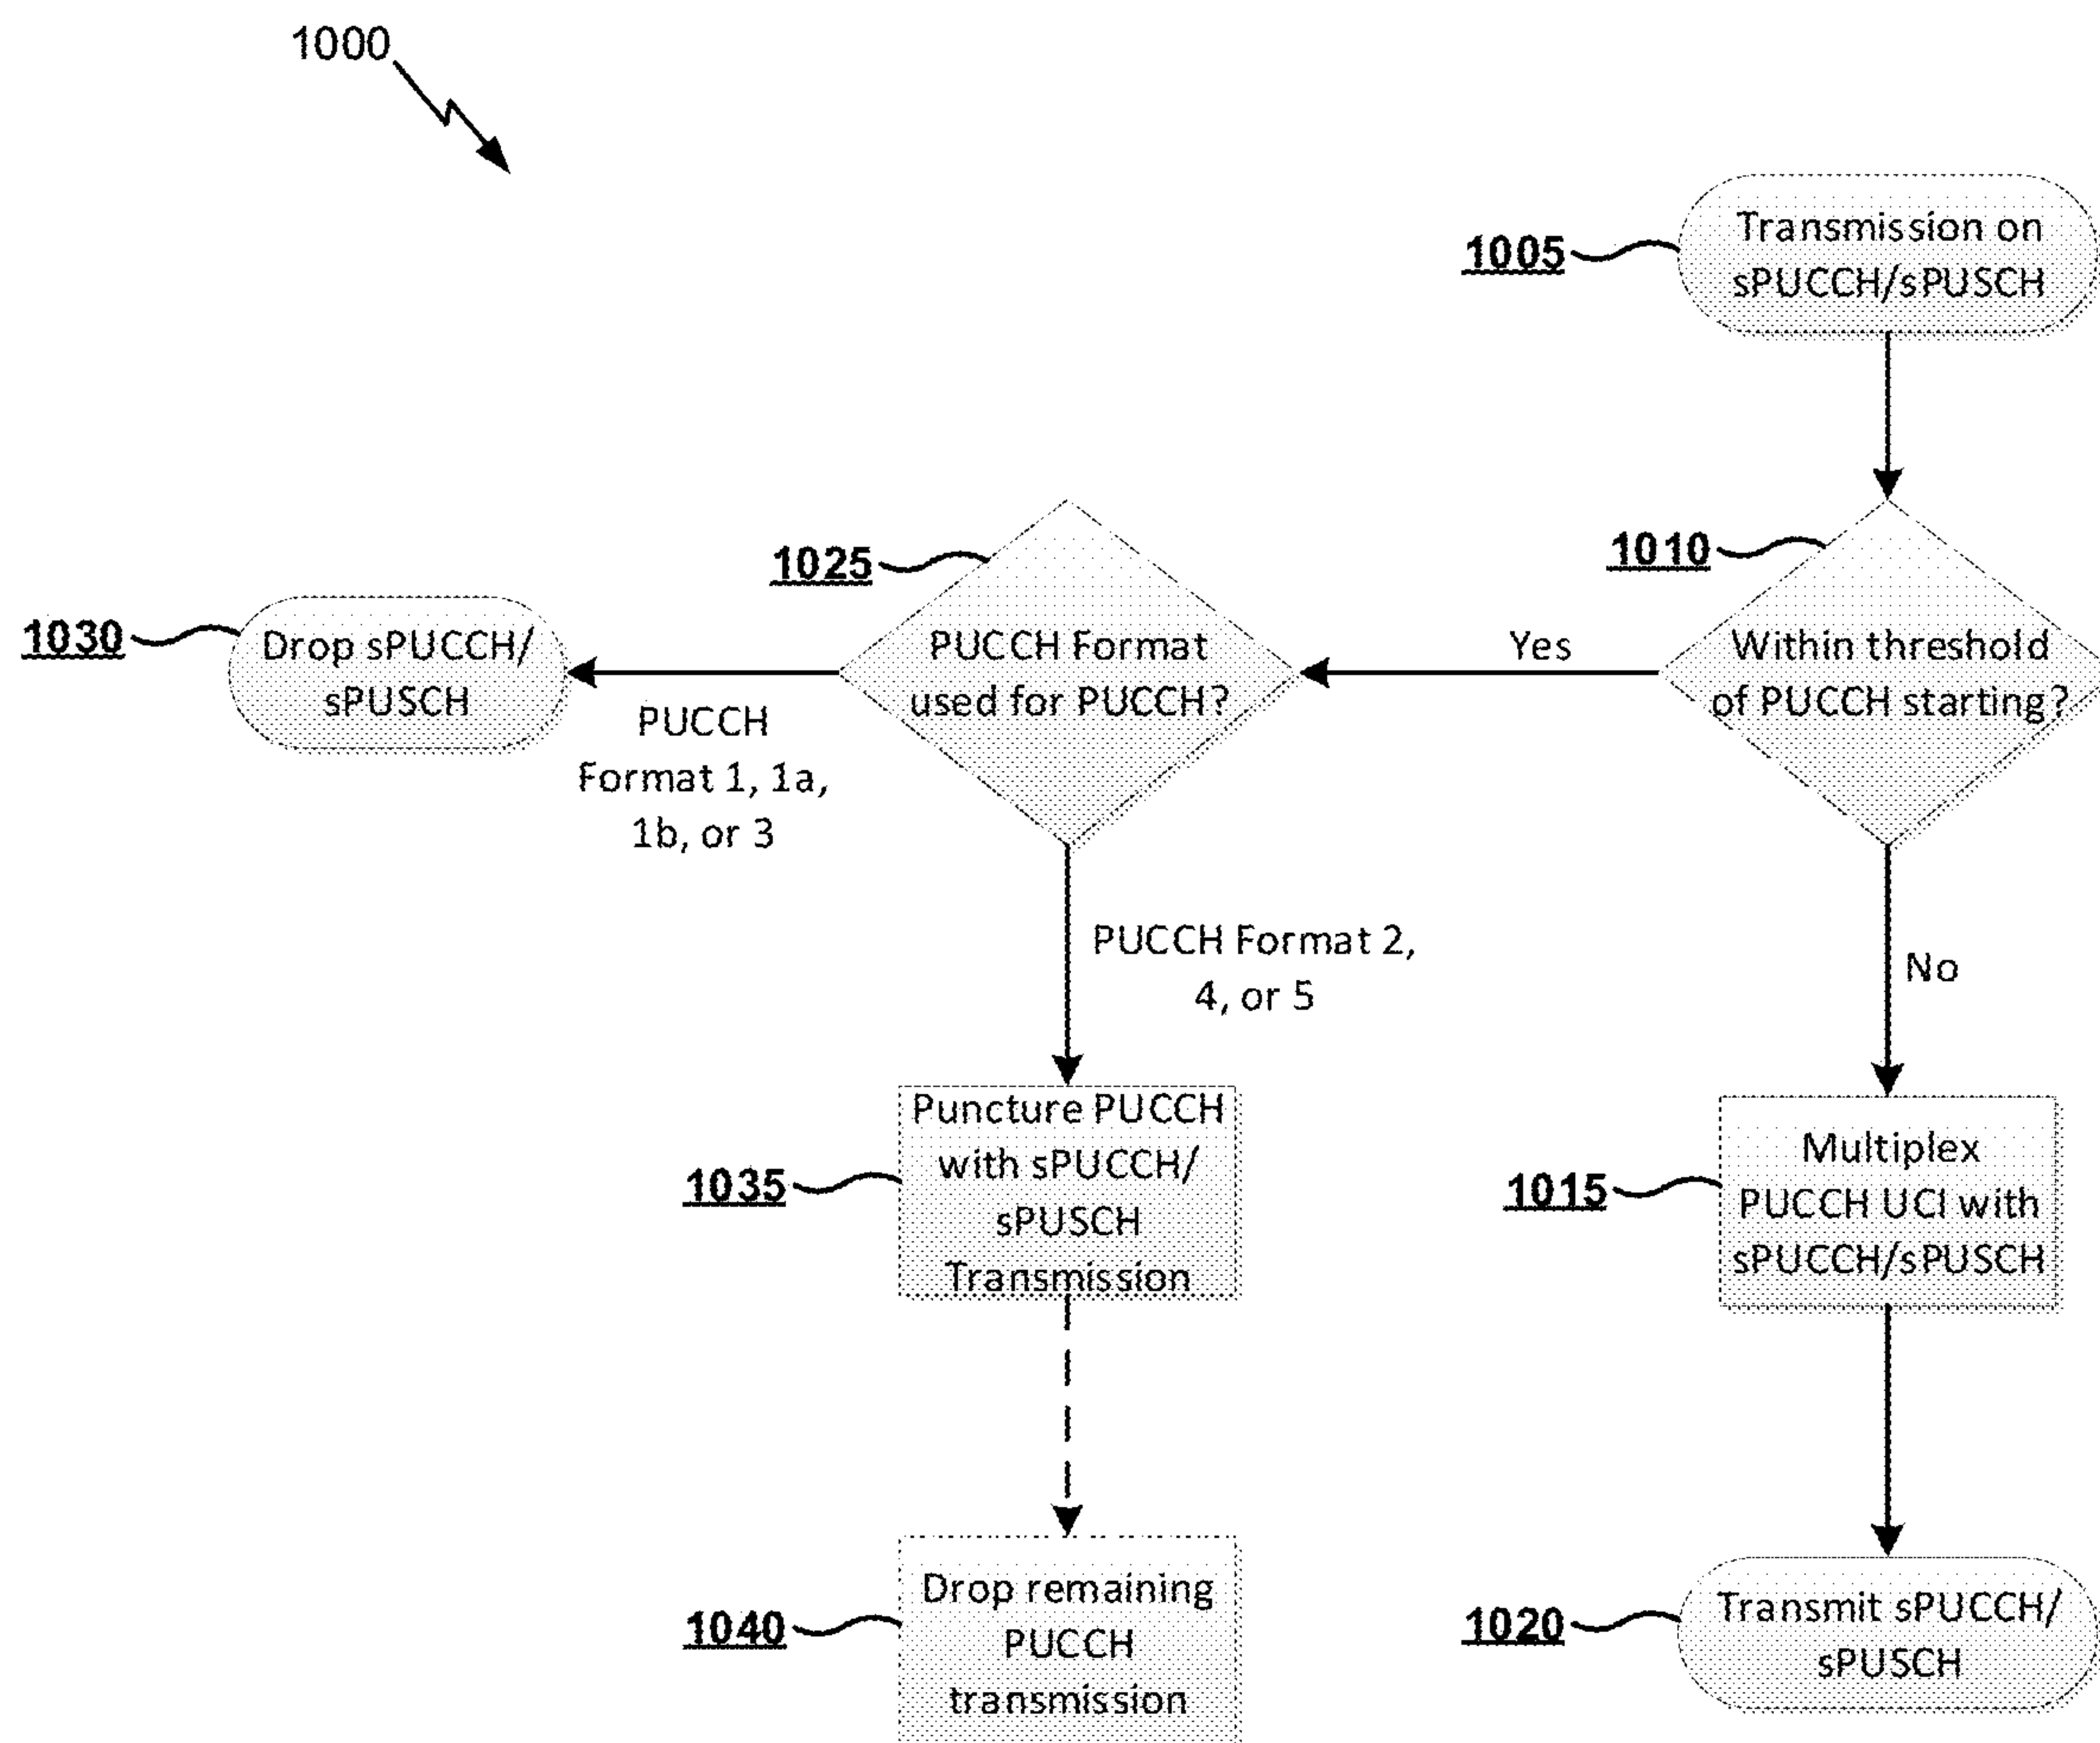 1000
1005
Transmission on
sPUCCH/sPUSCH
1010
Within threshold
of PUCCH starting?
Yes
1025
PUCCH Format
used for PUCCH?
1030
Drop sPUCCH/
sPUSCH
PUCCH
Format 1, 1a,
1b, or 3
PUCCH Format 2,
4, or 5
No
1035
Puncture PUCCH
with sPUCCH/
sPUSCH
Transmission
1015
Multiplex
PUCCH UCI with
sPUCCH/sPUSCH
1040
Drop remaining
PUCCH
transmission
1020
Transmit sPUCCH/
sPUSCH